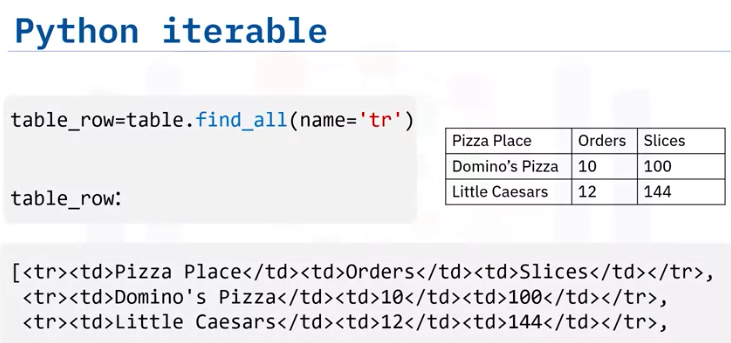 Python iterable
table_row=table.find_all(name='tr')
table_row:
Pizza Place Orders Slices
Domino's Pizza 10 100
Little Caesars 12 144
[<tr><td>Pizza Place</td><td>Orders</td><td>Slices</td></tr>,
<tr><td>Domino's Pizza</td><td>10</td><td>100</td></tr>,
<tr><td>Little Caesars</td><td>12</td><td>144</td></tr>,